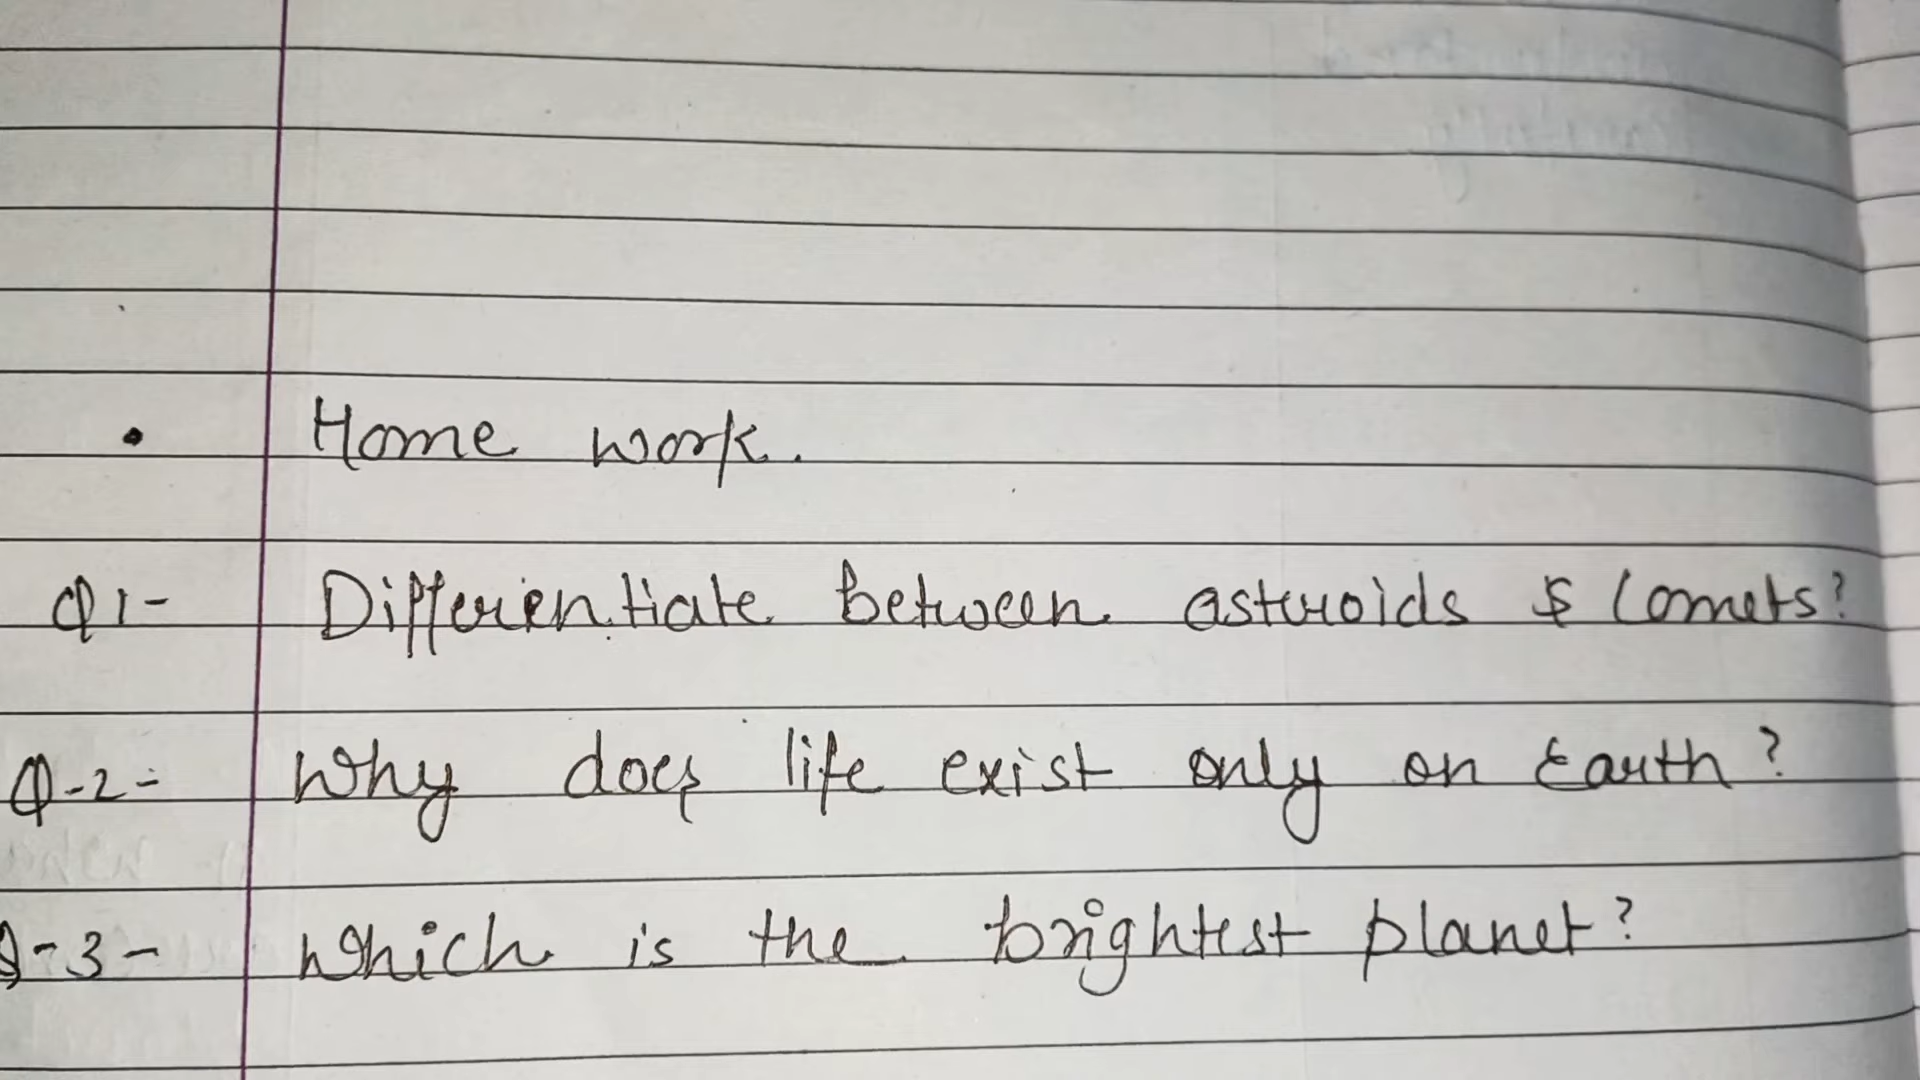 • Home work.
Q1- Differientiate between asteroids & Comets?
Q-2- Why does life exist only on Earth?
Q-3- Which is the brightest planet?